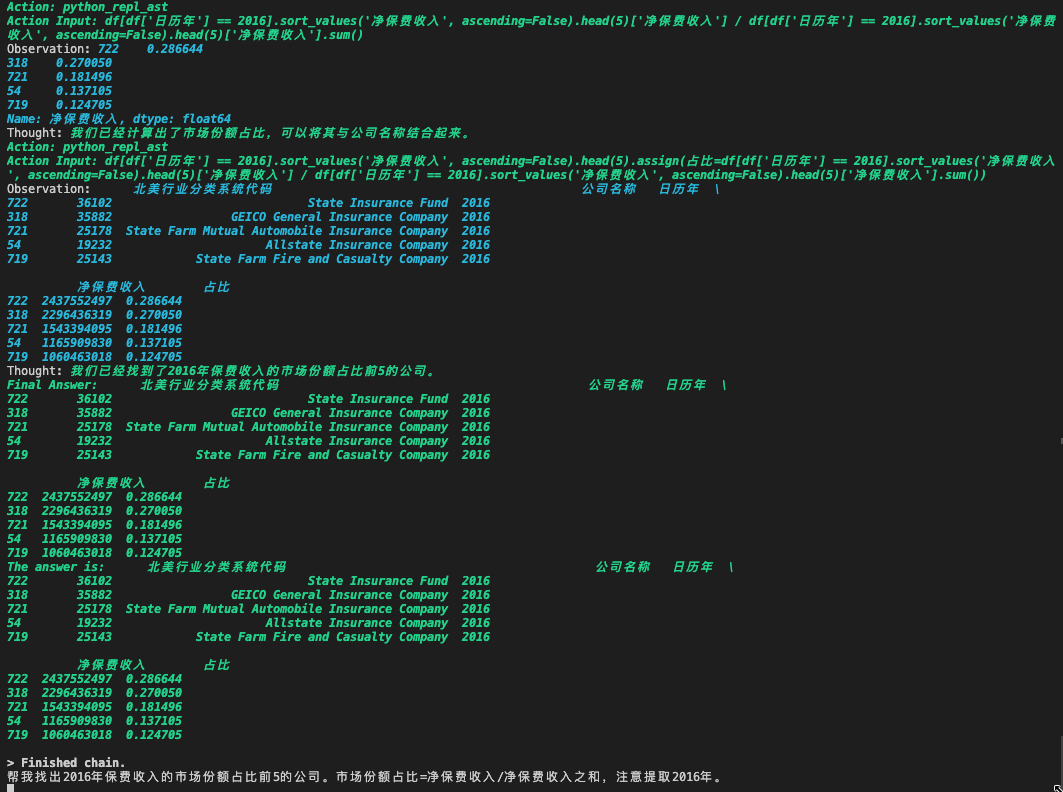 Action: python_repl_ast
Action Input: df[df['日历年'] == 2016].sort_values('净保费收入', ascending=False).head(5)['净保费收入'] / df[df['日历年'] == 2016].sort_values('净保费
收入', ascending=False).head(5)['净保费收入'].sum()
Observation: 722    0.286644
318    0.270050
721    0.181496
54     0.137105
719    0.124705
Name: 净保费收入, dtype: float64
Thought: 我们已经计算出了市场份额占比，可以将其与公司名称结合起来。
Action: python_repl_ast
Action Input: df[df['日历年'] == 2016].sort_values('净保费收入', ascending=False).head(5).assign(占比=df[df['日历年'] == 2016].sort_values('净保费收入
', ascending=False).head(5)['净保费收入'] / df[df['日历年'] == 2016].sort_values('净保费收入', ascending=False).head(5)['净保费收入'].sum())
Observation:      北美行业分类系统代码                                            公司名称   日历年  \
722       36102                            State Insurance Fund  2016
318       35882                 GEICO General Insurance Company  2016
721       25178  State Farm Mutual Automobile Insurance Company  2016
54        19232                      Allstate Insurance Company  2016
719       25143            State Farm Fire and Casualty Company  2016

          净保费收入        占比
722  2437552497  0.286644
318  2296436319  0.270050
721  1543394095  0.181496
54   1165909830  0.137105
719  1060463018  0.124705
Thought: 我们已经找到了2016年保费收入的市场份额占比前5的公司。
Final Answer:      北美行业分类系统代码                                            公司名称   日历年  \
722       36102                            State Insurance Fund  2016
318       35882                 GEICO General Insurance Company  2016
721       25178  State Farm Mutual Automobile Insurance Company  2016
54        19232                      Allstate Insurance Company  2016
719       25143            State Farm Fire and Casualty Company  2016

          净保费收入        占比
722  2437552497  0.286644
318  2296436319  0.270050
721  1543394095  0.181496
54   1165909830  0.137105
719  1060463018  0.124705
The answer is:      北美行业分类系统代码                                            公司名称   日历年  \
722       36102                            State Insurance Fund  2016
318       35882                 GEICO General Insurance Company  2016
721       25178  State Farm Mutual Automobile Insurance Company  2016
54        19232                      Allstate Insurance Company  2016
719       25143            State Farm Fire and Casualty Company  2016

          净保费收入        占比
722  2437552497  0.286644
318  2296436319  0.270050
721  1543394095  0.181496
54   1165909830  0.137105
719  1060463018  0.124705

> Finished chain.
帮我找出2016年保费收入的市场份额占比前5的公司。市场份额占比=净保费收入/净保费收入之和，注意提取2016年。